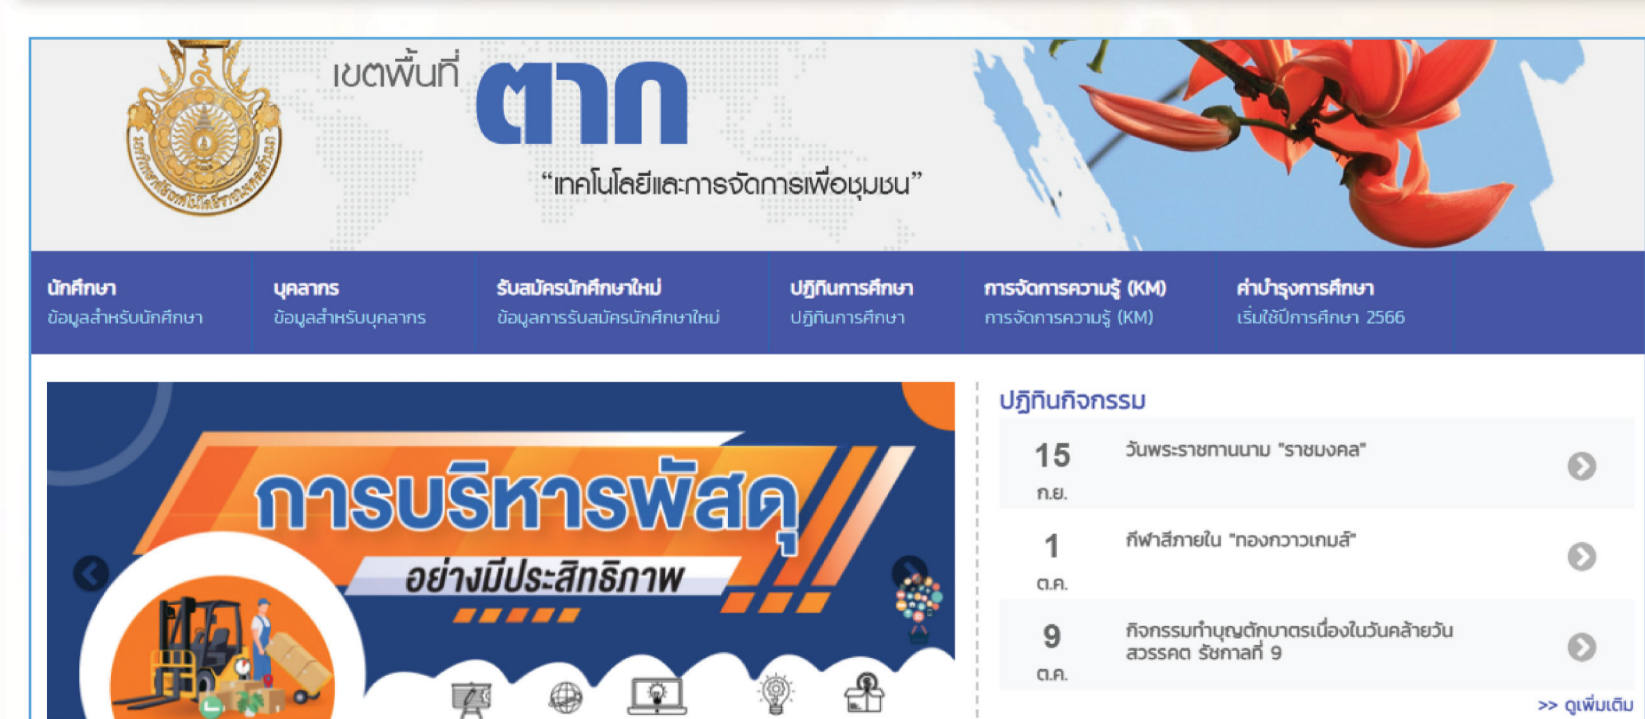 เขตพื้นที่ ตาก
“เทคโนโลยีและการจัดการเพื่อชุมชน”
นักศึกษา
ข้อมูลสำหรับนักศึกษา
บุคลากร
ข้อมูลสำหรับบุคลากร
รับสมัครนักศึกษาใหม่
ข้อมูลการรับสมัครนักศึกษาใหม่
ปฏิทินการศึกษา
ปฏิทินการศึกษา
การจัดการความรู้ (KM)
การจัดการความรู้ (KM)
ค่าบำรุงการศึกษา
เริ่มใช้ปีการศึกษา 2566
การบริหารพัสดุ
อย่างมีประสิทธิภาพ
ปฏิทินกิจกรรม
15
ก.ย.
วันพระราชทานนาม "ราชมงคล"
1
ต.ค.
กีฬาสีภายใน "ทองกวาวเกมส์"
9
ต.ค.
กิจกรรมทำบุญตักบาตรเนื่องในวันคล้ายวัน
สวรรคต รัชกาลที่ 9
>> ดูเพิ่มเติม